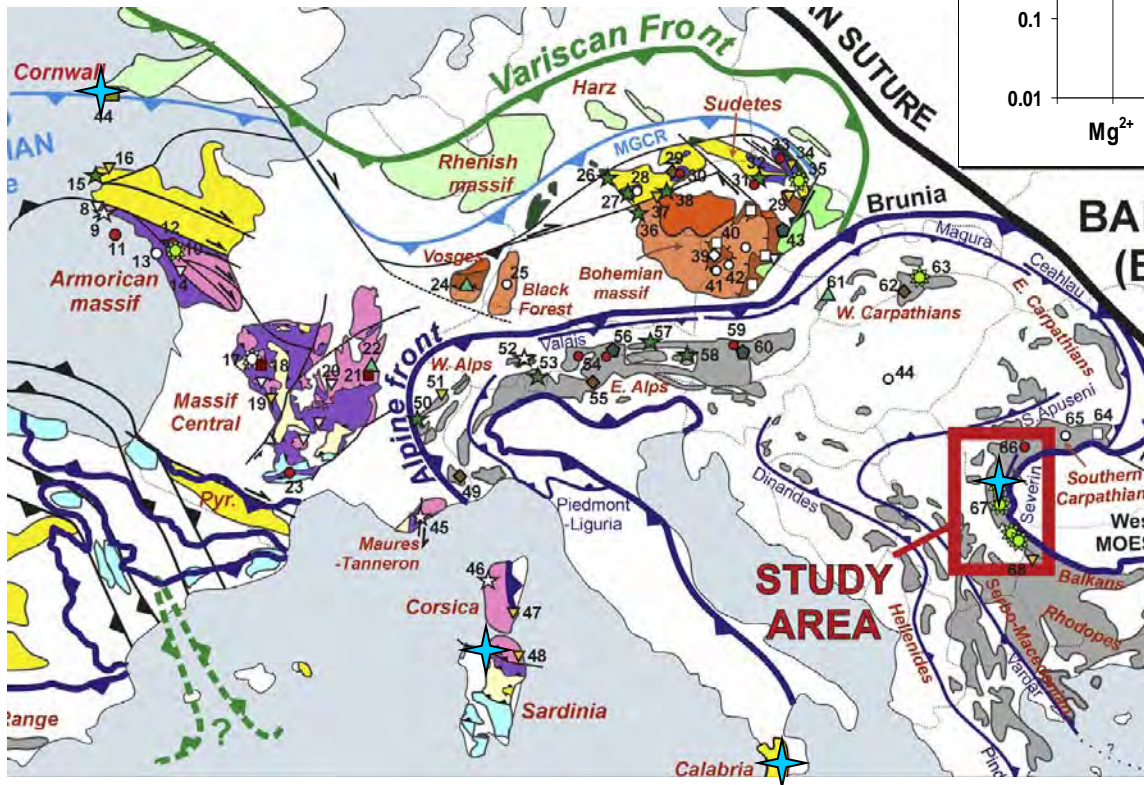 0.1
0.01
Mg2+
AN SUTURE
Cornwall
44
Variscan Front
Harz
Sudetes
IAN
MGCR
Rhenish
massif
16
15
8
9
11
12
10
13
14
Armorican
massif
26
27
28
29
30
31
32
33
34
35
29
36
37
38
39
40
41
42
43
Bohemian
massif
Brunia
BA
(E
Magura
Ceahlau
E. Carpathians
Vosges
24
25
Black
Forest
61
62
63
W. Carpathians
Valais
56
57
59
52
53
54
58
60
W. Alps
51
50
55
E. Alps
44
Alpine front
17
18
19
20
21
22
23
Massif
Central
S. Apuseni
65
64
66
Southern
Carpathian
Severin
67
68
Wes
MOES
Balkans
Dinarides
49
Piedmont
-Liguria
Pyr.
45
Maures
-Tanneron
46
47
Corsica
48
Sardinia
STUDY
AREA
Serbo-Macedonian
Rhodopes
Hellenides
Vardar
Pind
Range
?
?
Calabria